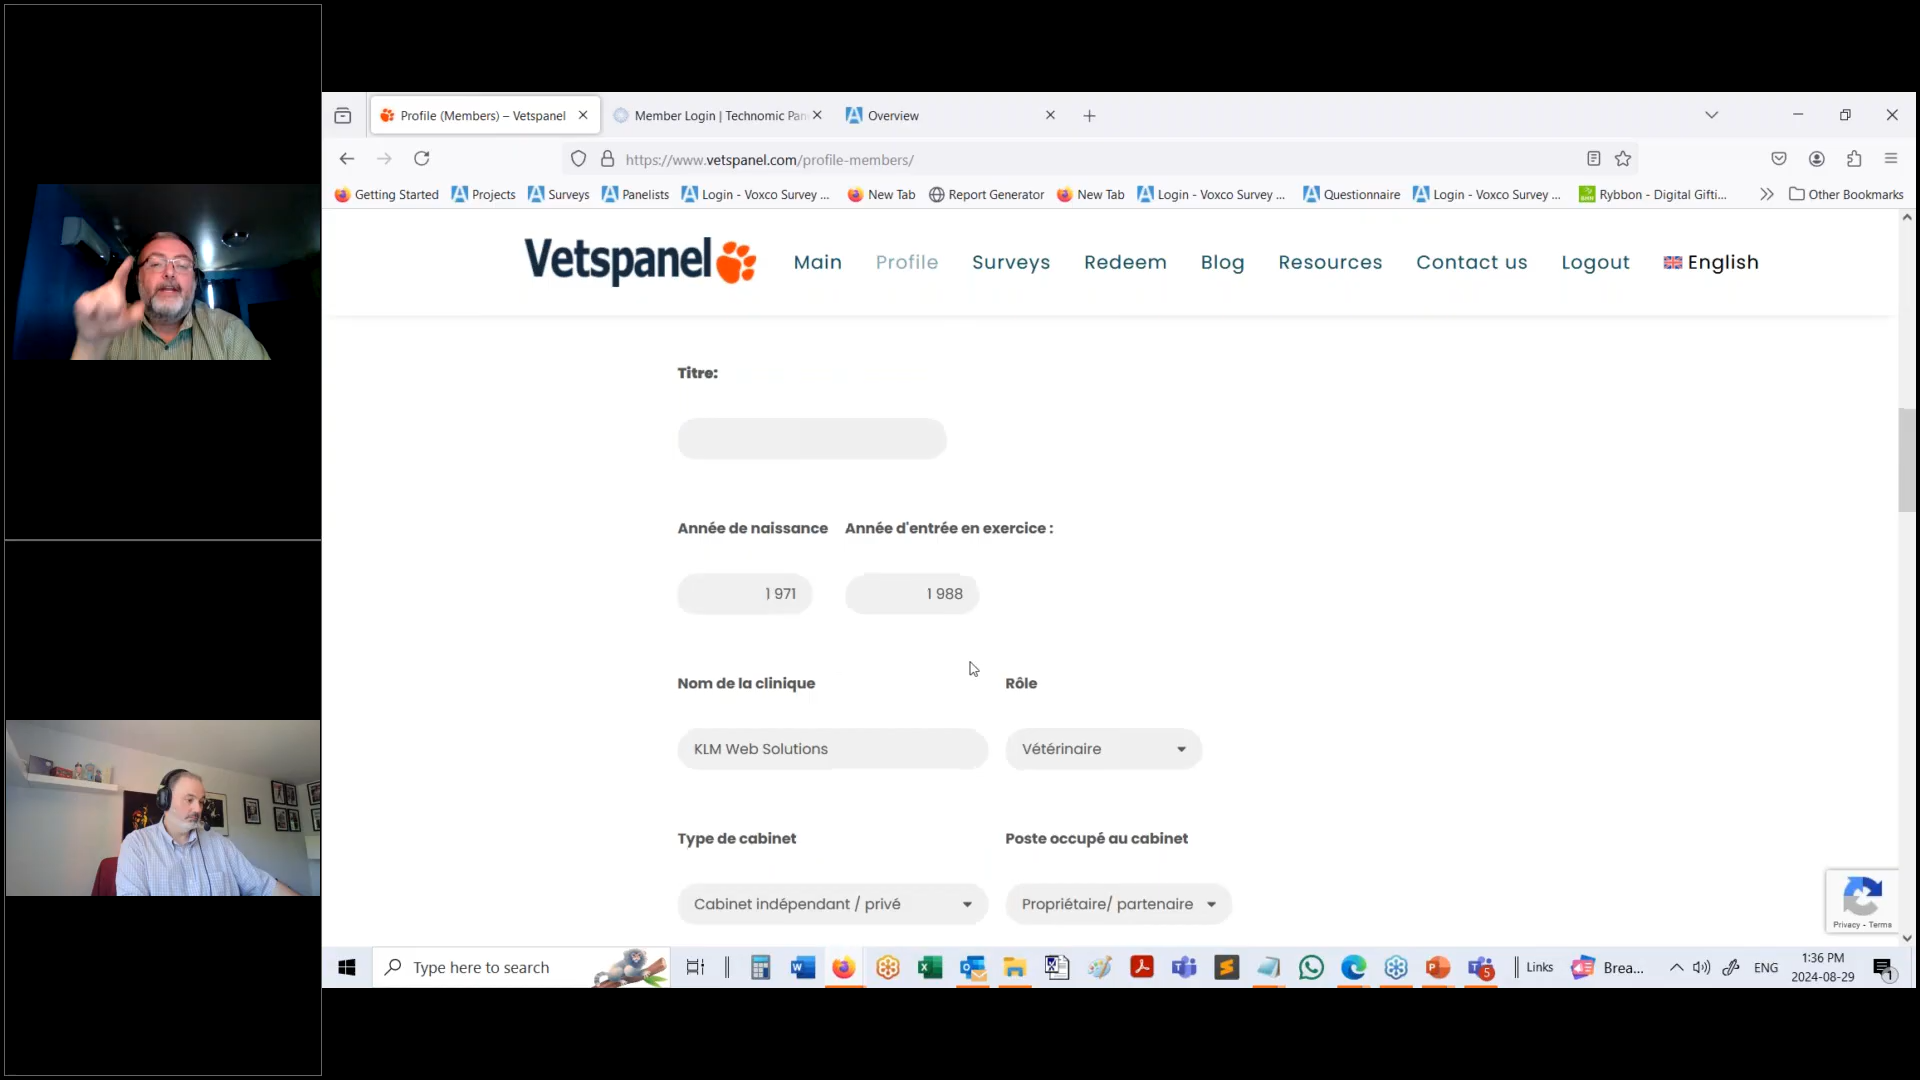 Profile (Members) – Vetspanel
Member Login | Technomic Pan
Overview
https://www.vetspanel.com/profile-members/
Getting Started Projects Surveys Panelists Login - Voxco Survey ... New Tab Report Generator New Tab Login - Voxco Survey ... Questionnaire Login - Voxco Survey ... Rybbon - Digital Gifti... Other Bookmarks
Vetspanel Main Profile Surveys Redeem Blog Resources Contact us Logout English
Titre:
Année de naissance Année d'entrée en exercice :
1 971 1 988
Nom de la clinique Rôle
KLM Web Solutions Vétérinaire
Type de cabinet Poste occupé au cabinet
Cabinet indépendant / privé Propriétaire/ partenaire
Privacy - Terms
Type here to search
5
Links
Brea...
ENG
1:36 PM
2024-08-29
1